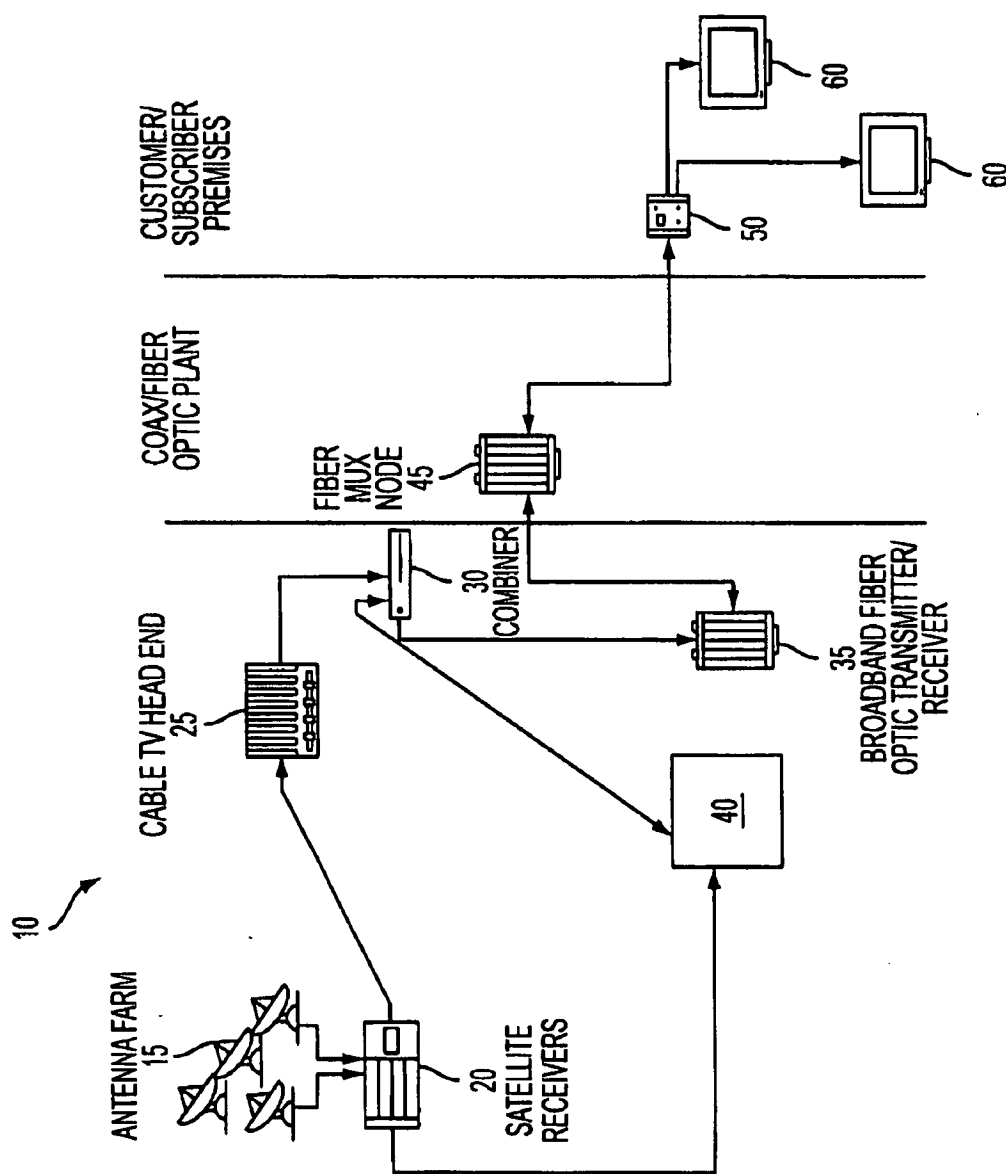 10
ANTENNA FARM
15
20
SATELLITE
RECEIVERS
CABLE TV HEAD END
25
30
COMBINER
40
35
BROADBAND FIBER
OPTIC TRANSMITTER/
RECEIVER
COAX/FIBER
OPTIC PLANT
FIBER
MUX
NODE
45
CUSTOMER/
SUBSCRIBER
PREMISES
50
60
60